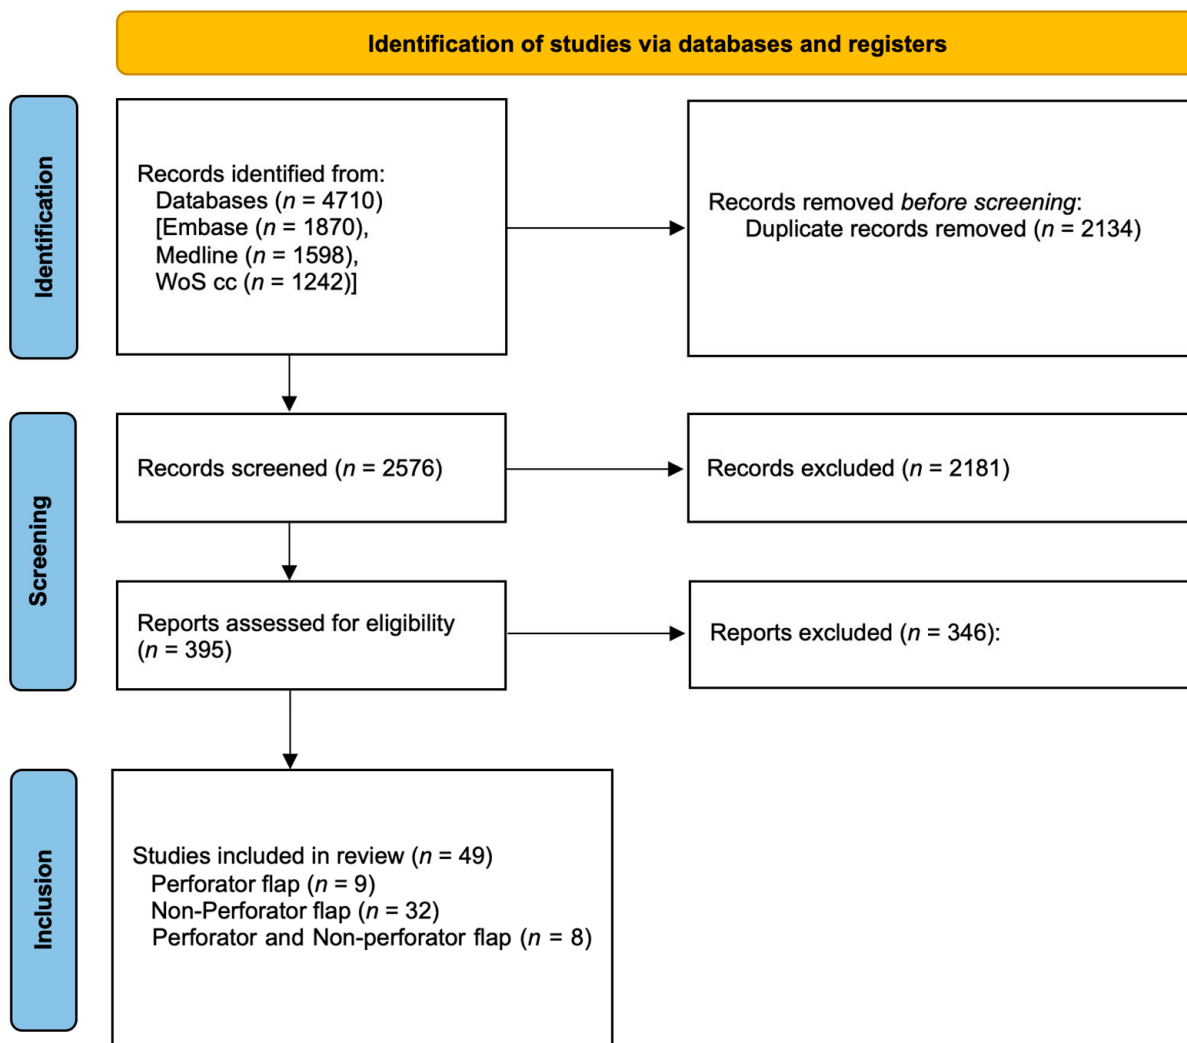 Identification of studies via databases and registers
Identification
Records identified from:
Databases (n = 4710)
[Embase (n = 1870),
Medline (n = 1598),
WoS cc (n = 1242)]
Records removed before screening:
Duplicate records removed (n = 2134)
Screening
Records screened (n = 2576)
Records excluded (n = 2181)
Reports assessed for eligibility
(n = 395)
Reports excluded (n = 346):
Inclusion
Studies included in review (n = 49)
Perforator flap (n = 9)
Non-Perforator flap (n = 32)
Perforator and Non-perforator flap (n = 8)